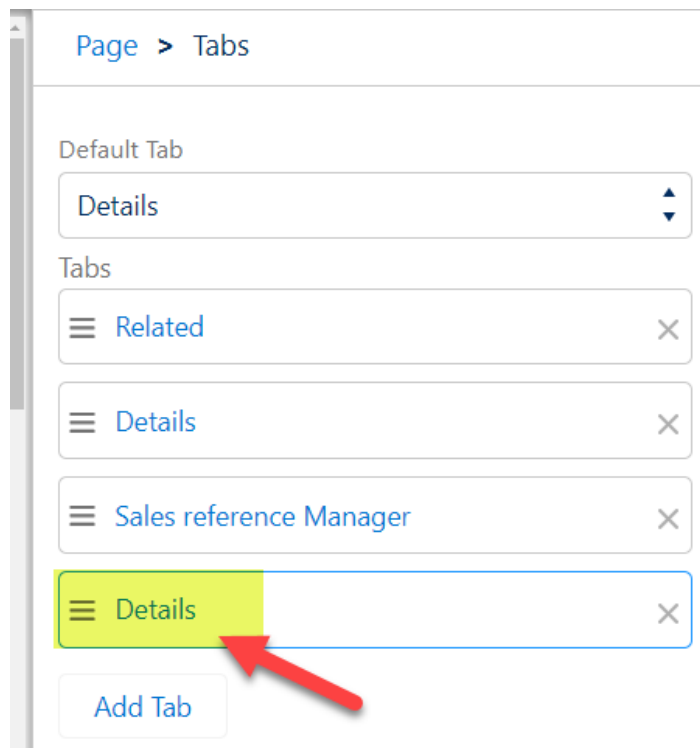 Page > Tabs
Default Tab
Details
Tabs
Related
Details
Sales reference Manager
Details
Add Tab